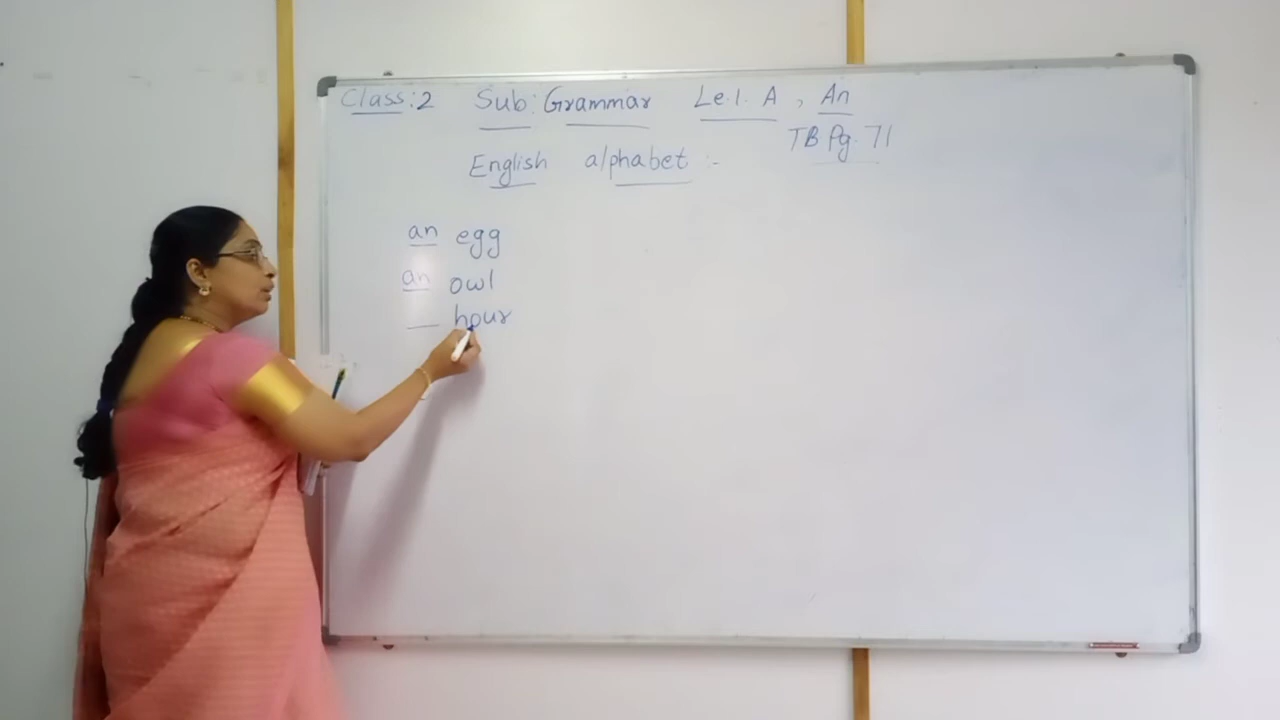 Class:2 Sub: Grammar Le.1. A, An
TB Pg. 71
English alphabet :-
an egg
an owl
__ hour